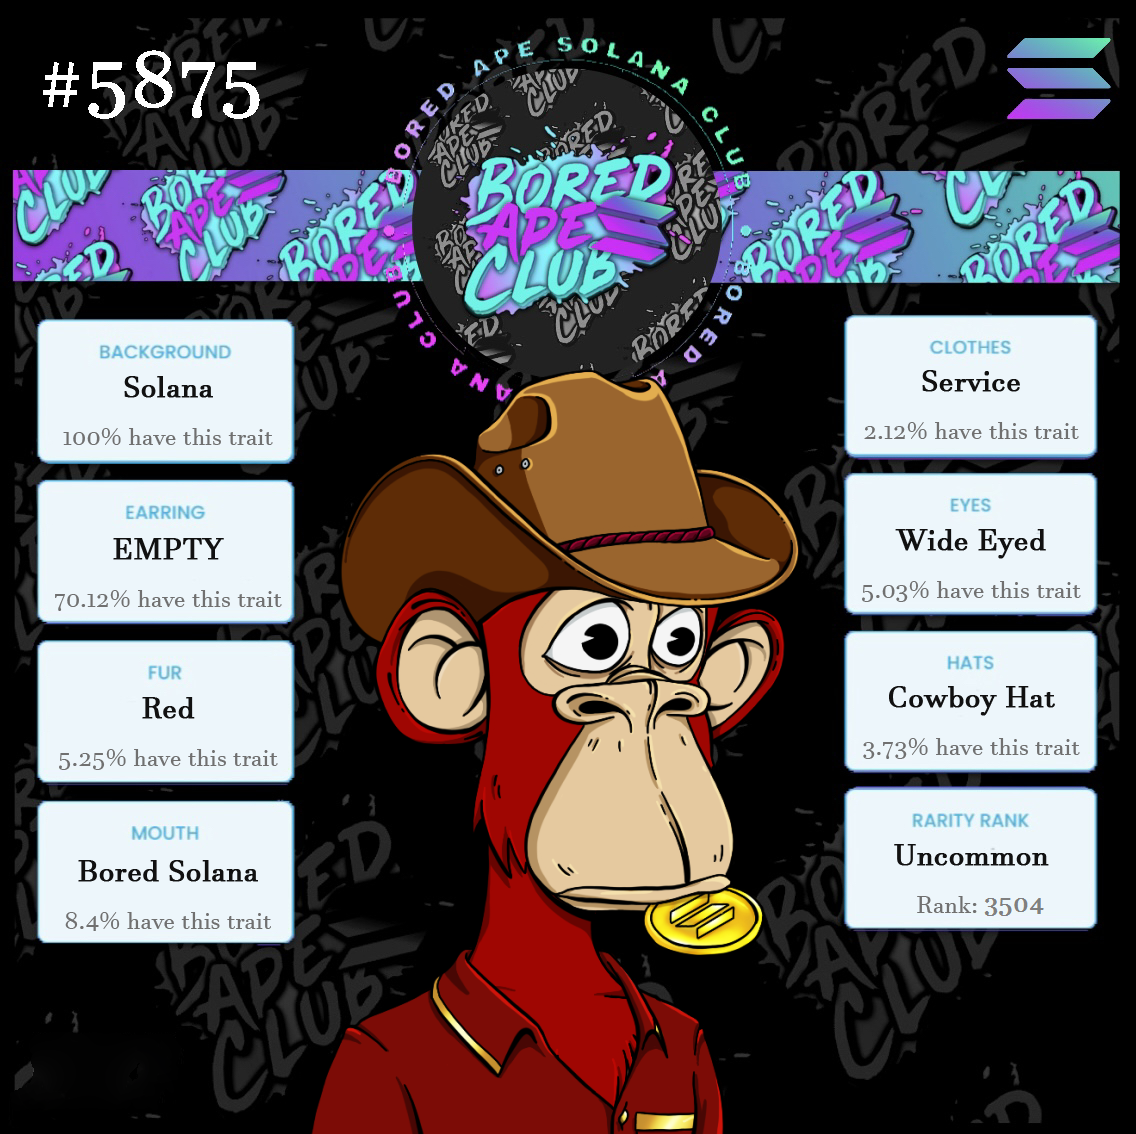 #5875
BORED APE SOLANA CLUB
BORED
APE
CLUB
BACKGROUND
Solana
100% have this trait
EARRING
EMPTY
70.12% have this trait
FUR
Red
5.25% have this trait
MOUTH
Bored Solana
8.4% have this trait
CLOTHES
Service
2.12% have this trait
EYES
Wide Eyed
5.03% have this trait
HATS
Cowboy Hat
3.73% have this trait
RARITY RANK
Uncommon
Rank: 3504